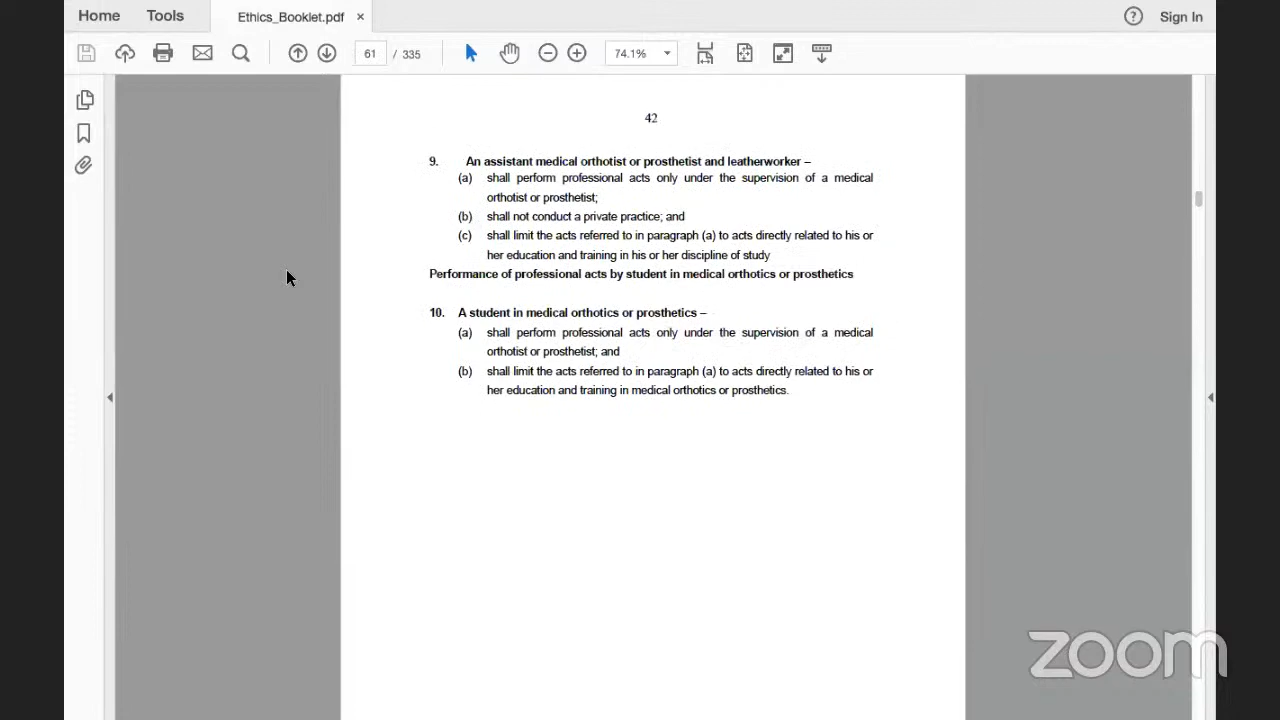 Home Tools Ethics_Booklet.pdf × ? Sign In
61 / 335 74.1%
42
9. An assistant medical orthotist or prosthetist and leatherworker –
(a) shall perform professional acts only under the supervision of a medical
orthotist or prosthetist;
(b) shall not conduct a private practice; and
(c) shall limit the acts referred to in paragraph (a) to acts directly related to his or
her education and training in his or her discipline of study
Performance of professional acts by student in medical orthotics or prosthetics
10. A student in medical orthotics or prosthetics –
(a) shall perform professional acts only under the supervision of a medical
orthotist or prosthetist; and
(b) shall limit the acts referred to in paragraph (a) to acts directly related to his or
her education and training in medical orthotics or prosthetics.
zoom